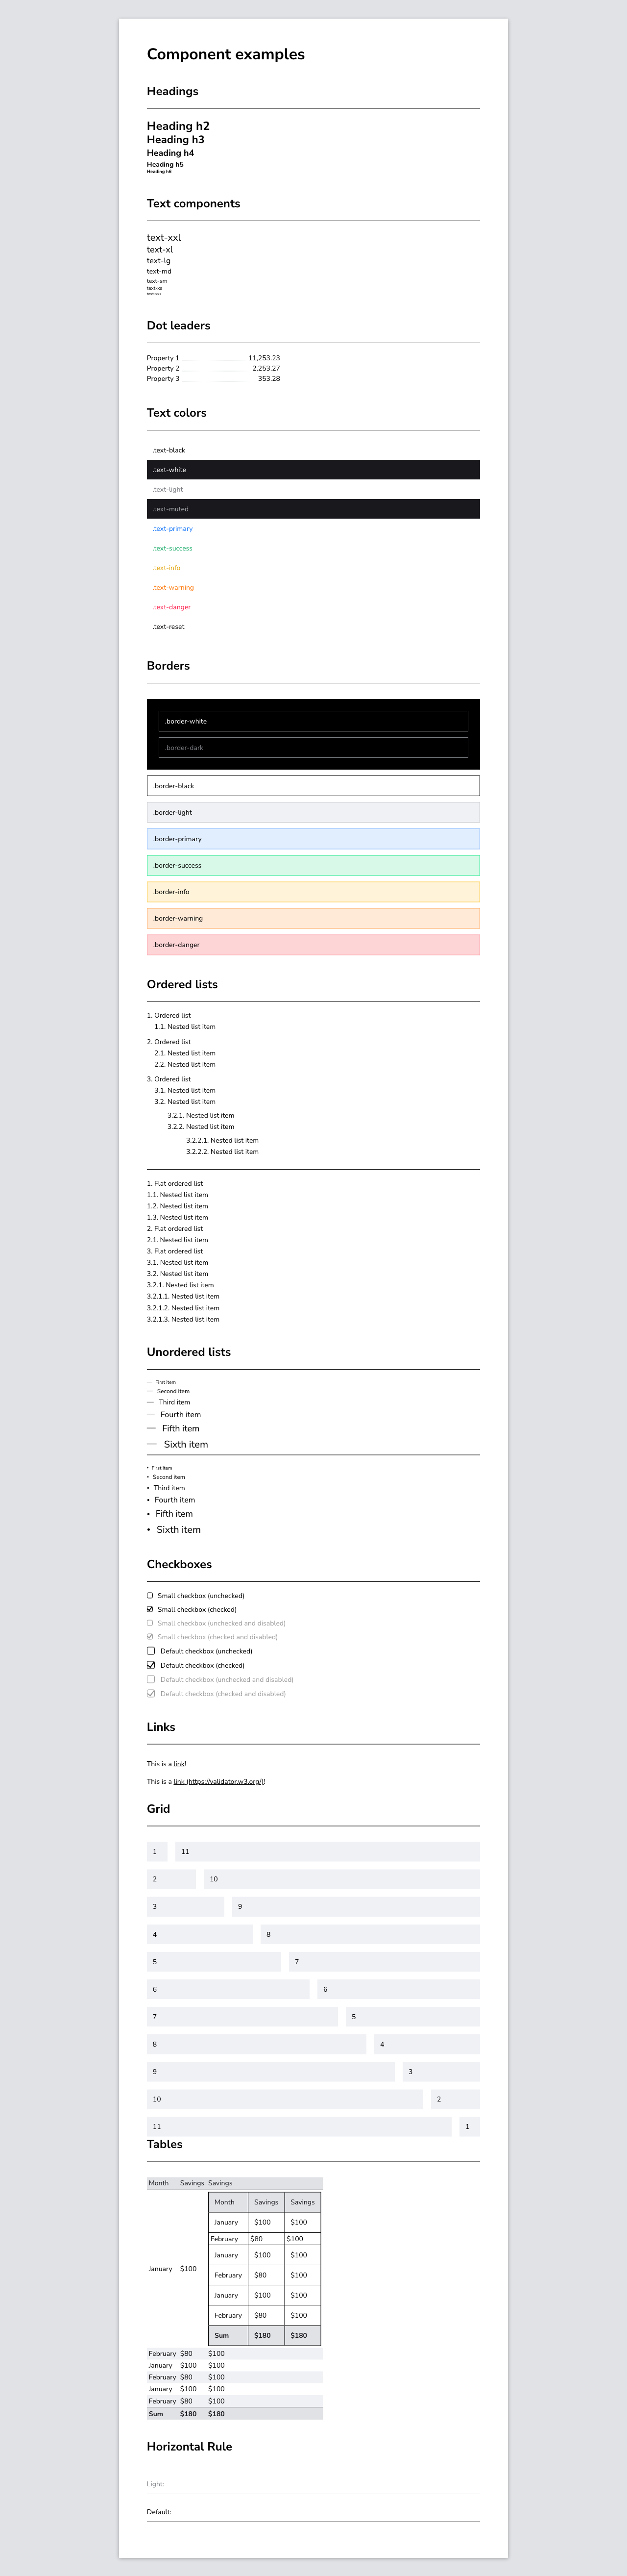 Component examples
Headings
Heading h2
Heading h3
Heading h4
Heading h5
Heading h6
Text components
text-xxl
text-xl
text-lg
text-md
text-sm
text-xs
text-xxs
Dot leaders
Property 1 11,253.23
Property 2 2,253.27
Property 3 353.28
Text colors
.text-black
.text-white
.text-light
.text-muted
.text-primary
.text-success
.text-info
.text-warning
.text-danger
.text-reset
Borders
.border-white
.border-dark
.border-black
.border-light
.border-primary
.border-success
.border-info
.border-warning
.border-danger
Ordered lists
1. Ordered list
1.1. Nested list item
2. Ordered list
2.1. Nested list item
2.2. Nested list item
3. Ordered list
3.1. Nested list item
3.2. Nested list item
3.2.1. Nested list item
3.2.2. Nested list item
3.2.2.1. Nested list item
3.2.2.2. Nested list item
1. Flat ordered list
1.1. Nested list item
1.2. Nested list item
1.3. Nested list item
2. Flat ordered list
2.1. Nested list item
3. Flat ordered list
3.1. Nested list item
3.2. Nested list item
3.2.1. Nested list item
3.2.1.1. Nested list item
3.2.1.2. Nested list item
3.2.1.3. Nested list item
Unordered lists
— First item
— Second item
— Third item
— Fourth item
— Fifth item
— Sixth item
• First item
• Second item
• Third item
• Fourth item
• Fifth item
• Sixth item
Checkboxes
Small checkbox (unchecked)
Small checkbox (checked)
Small checkbox (unchecked and disabled)
Small checkbox (checked and disabled)
Default checkbox (unchecked)
Default checkbox (checked)
Default checkbox (unchecked and disabled)
Default checkbox (checked and disabled)
Links
This is a link!
This is a link (https://validator.w3.org/)!
Grid
1 11
2 10
3 9
4 8
5 7
6 6
7 5
8 4
9 3
10 2
11 1
Tables
Month Savings Savings
Month Savings Savings
January $100 $100
February $80 $100
January $100 $100
January $100
February $80 $100
January $100 $100
February $80 $100
Sum $180 $180
February $80 $100
January $100 $100
February $80 $100
January $100 $100
February $80 $100
Sum $180 $180
Horizontal Rule
Light:
Default: